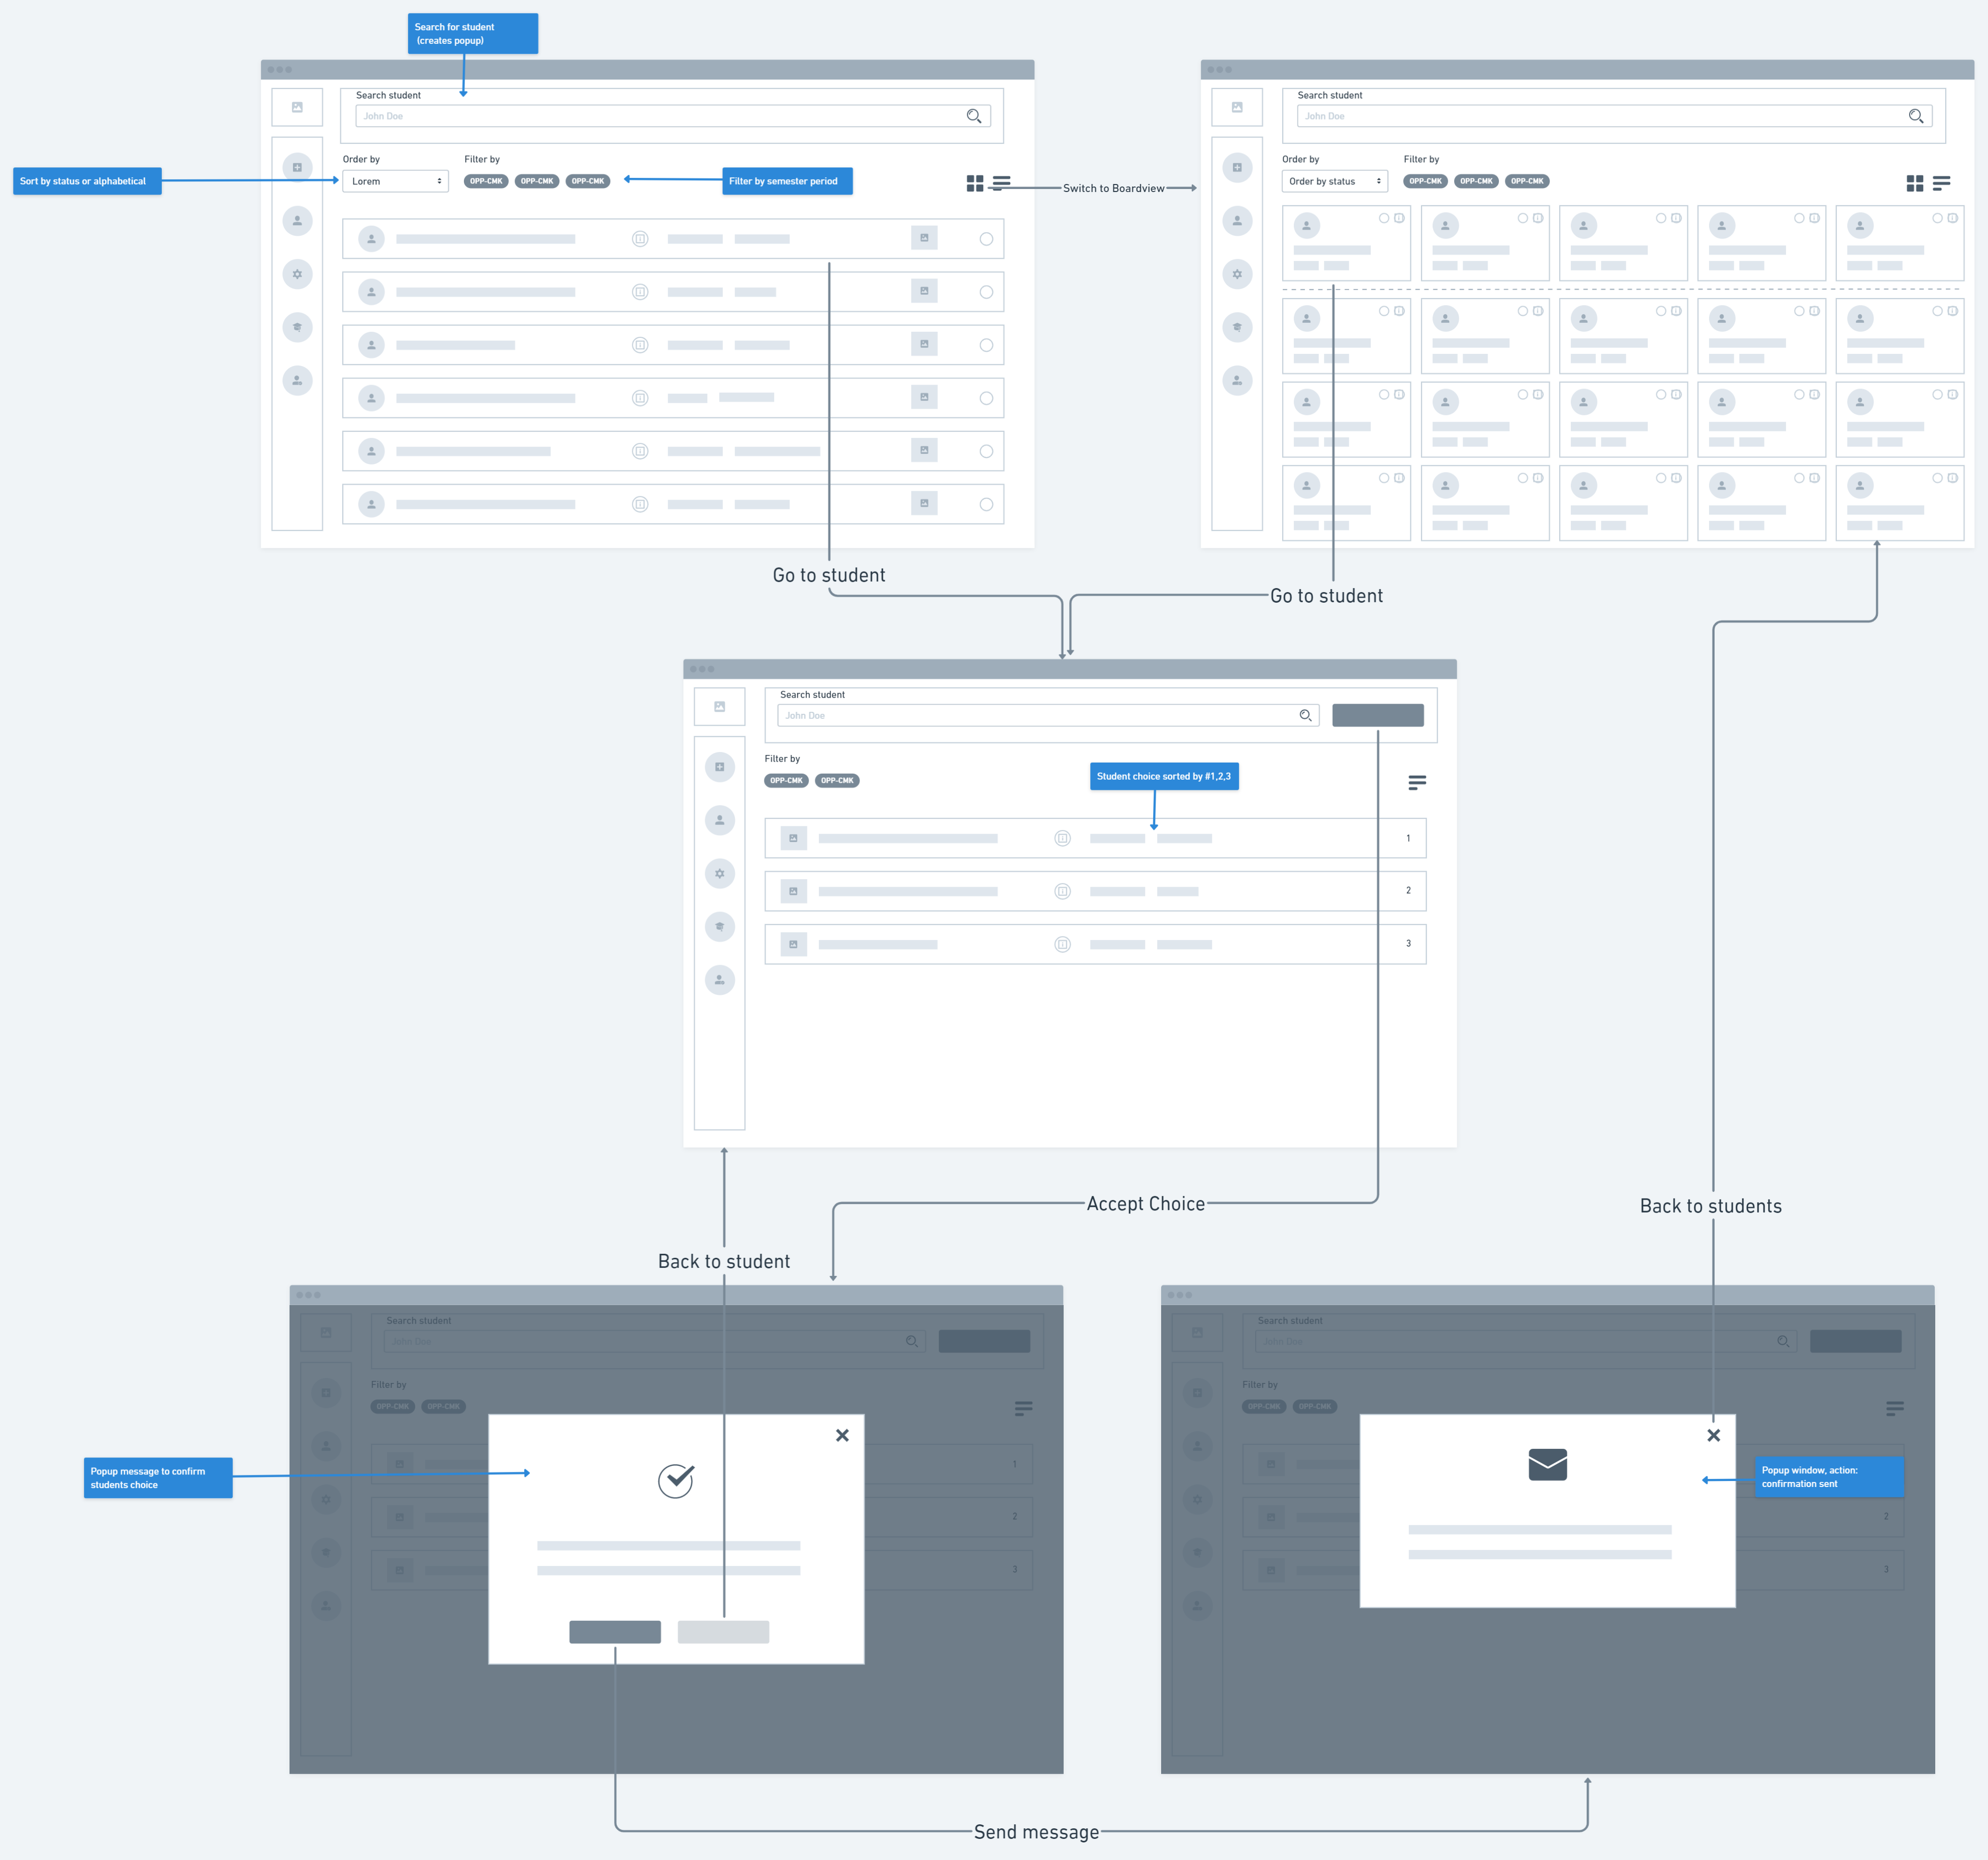 Search for student
(creates popup)
Search student
John Doe
Sort by status or alphabetical
Order by
Lorem
Filter by
OPP-CMK OPP-CMK OPP-CMK
Filter by semester period
Switch to Boardview
Search student
John Doe
Order by
Order by status
Filter by
OPP-CMK OPP-CMK OPP-CMK
Go to student
Go to student
Search student
John Doe
Filter by
OPP-CMK OPP-CMK
Student choice sorted by #1,2,3
1
2
3
Accept Choice
Back to student
Back to students
Search student
John Doe
Filter by
OPP-CMK OPP-CMK
Popup message to confirm
students choice
1
2
3
Search student
John Doe
Filter by
OPP-CMK OPP-CMK
Popup window, action:
confirmation sent
2
3
Send message